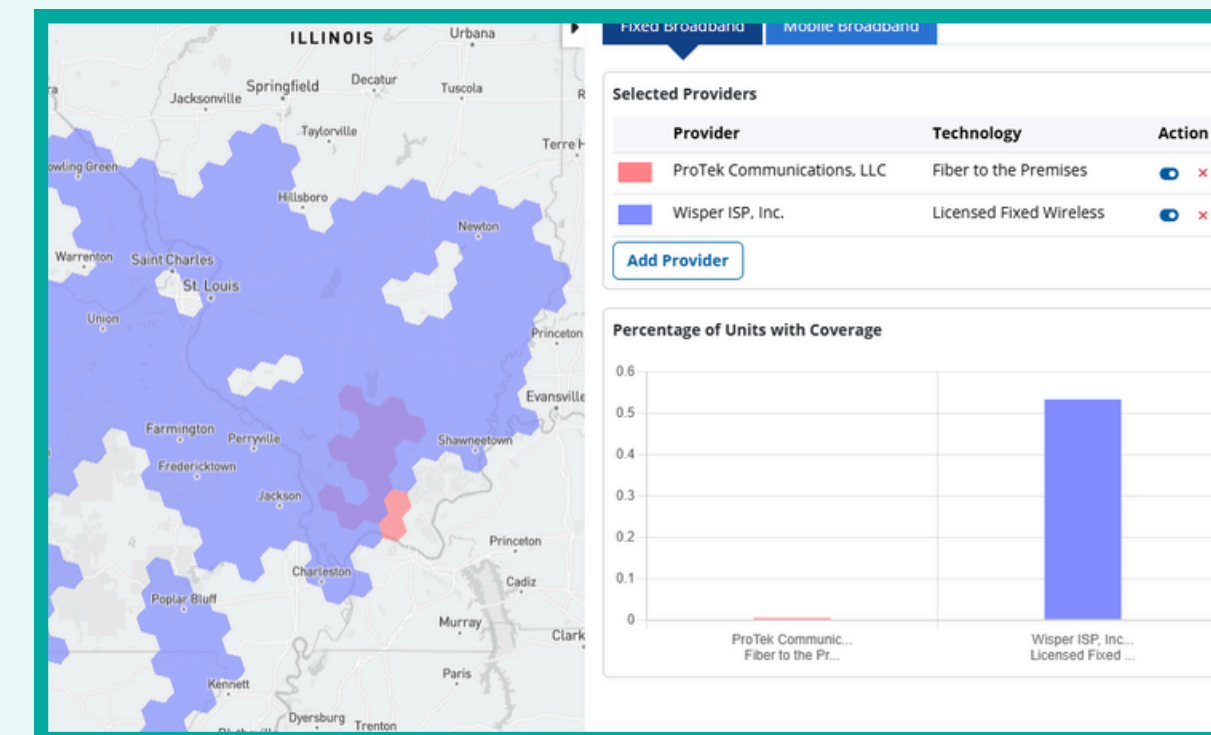 ILLINOIS
Urbana
Springfield
Decatur
Tuscola
Jacksonville
Taylorville
Terre H
owling Green
Hillsboro
Newton
Warrenton
Saint Charles
St. Louis
Union
Princeton
Evansville
Farmington
Perryville
Shawneetown
Fredericktown
Jackson
Princeton
Charleston
Cadiz
Poplar Bluff
Murray
Clark
Paris
Kennett
Dyersburg
Trenton
Fixed Broadband
Mobile Broadband
Selected Providers
Provider Technology Action
ProTek Communications, LLC Fiber to the Premises
Wisper ISP, Inc. Licensed Fixed Wireless
Add Provider
Percentage of Units with Coverage
0.6
0.5
0.4
0.3
0.2
0.1
0
ProTek Communic...
Fiber to the Pr...
Wisper ISP, Inc...
Licensed Fixed ...